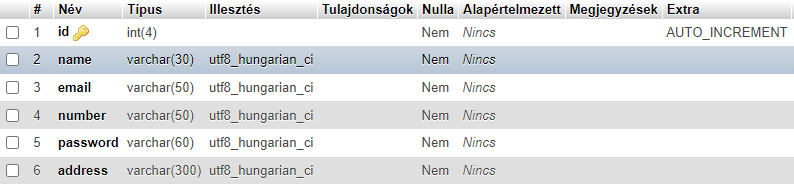 # Név Típus Illesztés Tulajdonságok Nulla Alapértelmezett Megjegyzések Extra
1 id int(4) Nem Nincs AUTO_INCREMENT
2 name varchar(30) utf8_hungarian_ci Nem Nincs
3 email varchar(50) utf8_hungarian_ci Nem Nincs
4 number varchar(50) utf8_hungarian_ci Nem Nincs
5 password varchar(60) utf8_hungarian_ci Nem Nincs
6 address varchar(300) utf8_hungarian_ci Nem Nincs